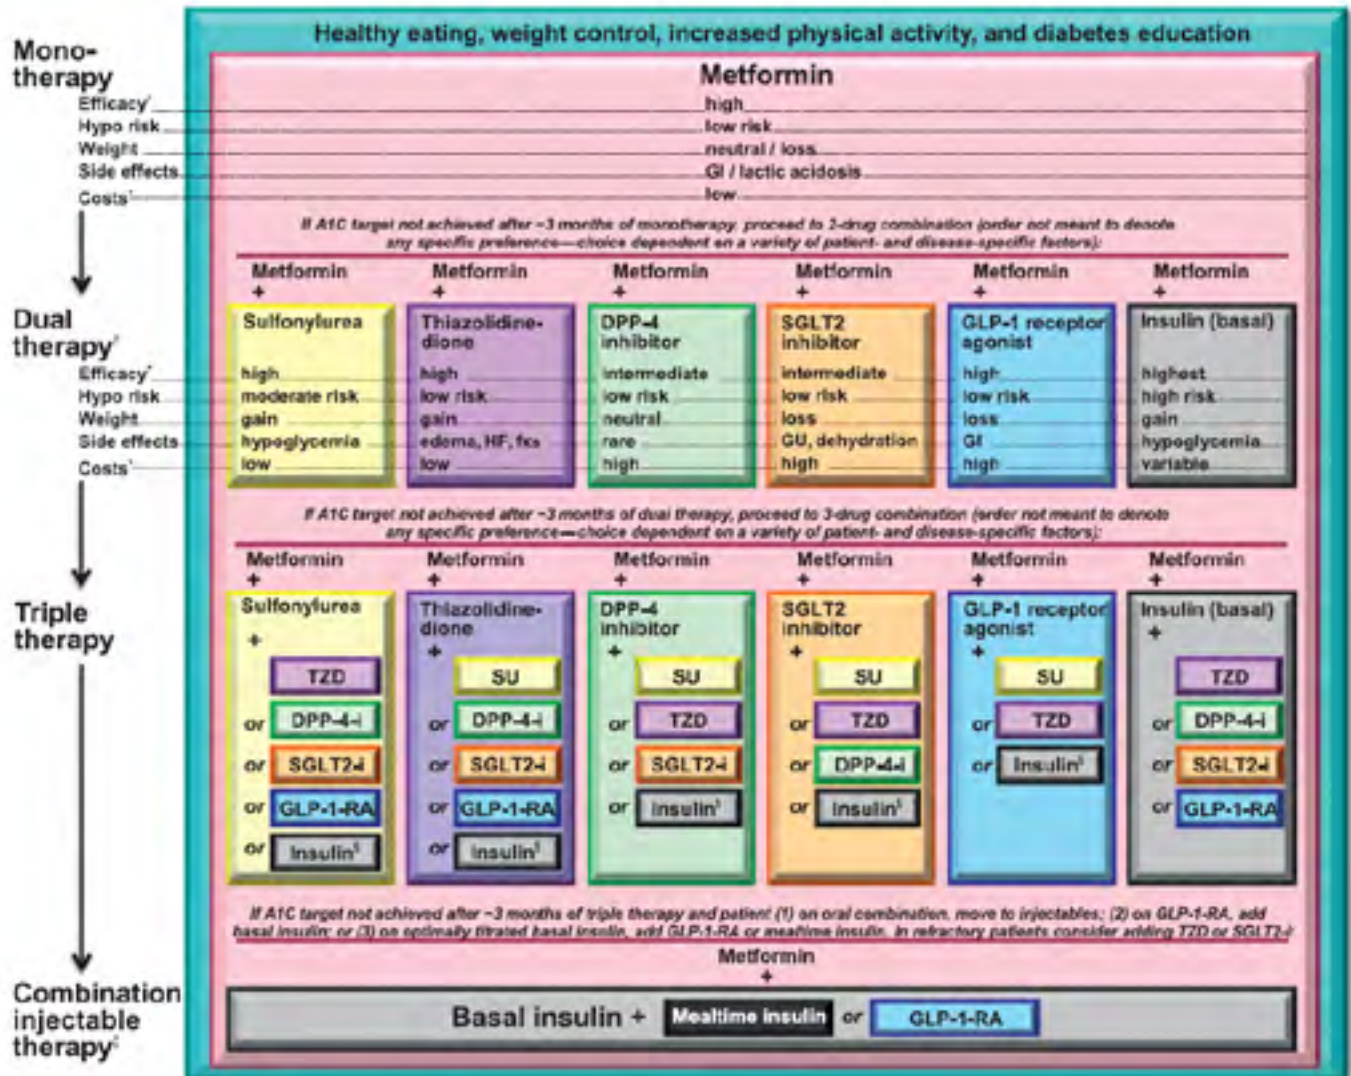 Healthy eating, weight control, increased physical activity, and diabetes education
Mono-
therapy
Metformin
Efficacy* high
Hypo risk low risk
Weight neutral / loss
Side effects GI / lactic acidosis
Costs* low
If A1C target not achieved after ~3 months of monotherapy, proceed to 2-drug combination (order not meant to denote
any specific preference—choice dependent on a variety of patient- and disease-specific factors):
Metformin Metformin Metformin Metformin Metformin Metformin
+ + + + + +
Dual
therapy†
Sulfonylurea Thiazolidine-
dione DPP-4
inhibitor SGLT2
inhibitor GLP-1 receptor
agonist Insulin (basal)
Efficacy* high high intermediate intermediate high highest
Hypo risk moderate risk low risk low risk low risk low risk high risk
Weight gain gain neutral loss loss gain
Side effects hypoglycemia edema, HF, fxs rare GU, dehydration GI hypoglycemia
Costs* low low high high high variable
If A1C target not achieved after ~3 months of dual therapy, proceed to 3-drug combination (order not meant to denote
any specific preference—choice dependent on a variety of patient- and disease-specific factors):
Metformin Metformin Metformin Metformin Metformin Metformin
+ + + + + +
Triple
therapy
Sulfonylurea
+
TZD
or DPP-4-i
or SGLT2-i
or GLP-1-RA
or Insulin§
Thiazolidine-
dione
+
SU
or DPP-4-i
or SGLT2-i
or GLP-1-RA
or Insulin§
DPP-4
inhibitor
+
SU
or TZD
or SGLT2-i
or Insulin§
SGLT2
inhibitor
+
SU
or TZD
or DPP-4-i
or Insulin§
GLP-1 receptor
agonist
+
SU
or TZD
or Insulin§
Insulin (basal)
+
TZD
or DPP-4-i
or SGLT2-i
or GLP-1-RA
If A1C target not achieved after ~3 months of triple therapy and patient (1) on oral combination, move to injectables; (2) on GLP-1-RA, add
basal insulin; or (3) on optimally titrated basal insulin, add GLP-1-RA or mealtime insulin. In refractory patients consider adding TZD or SGLT2-i:
Metformin
+
Combination
injectable
therapy‡
Basal insulin + Mealtime insulin or GLP-1-RA